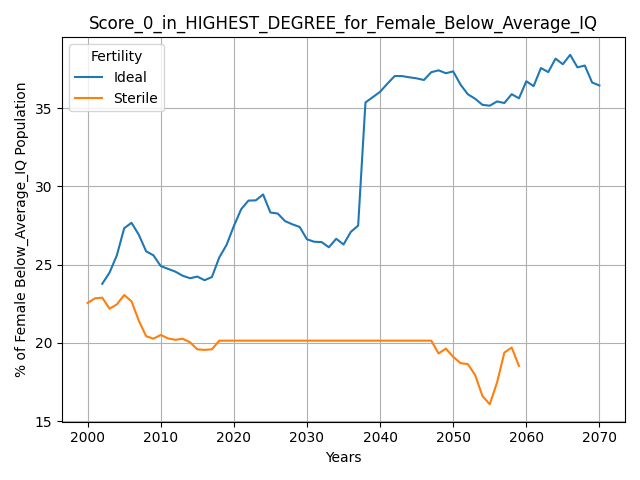 Score_0_in_HIGHEST_DEGREE_for_Female_Below_Average_IQ
Fertility
Ideal
Sterile
% of Female Below_Average_IQ Population
35
30
25
20
15
2000 2010 2020 2030 2040 2050 2060 2070
Years